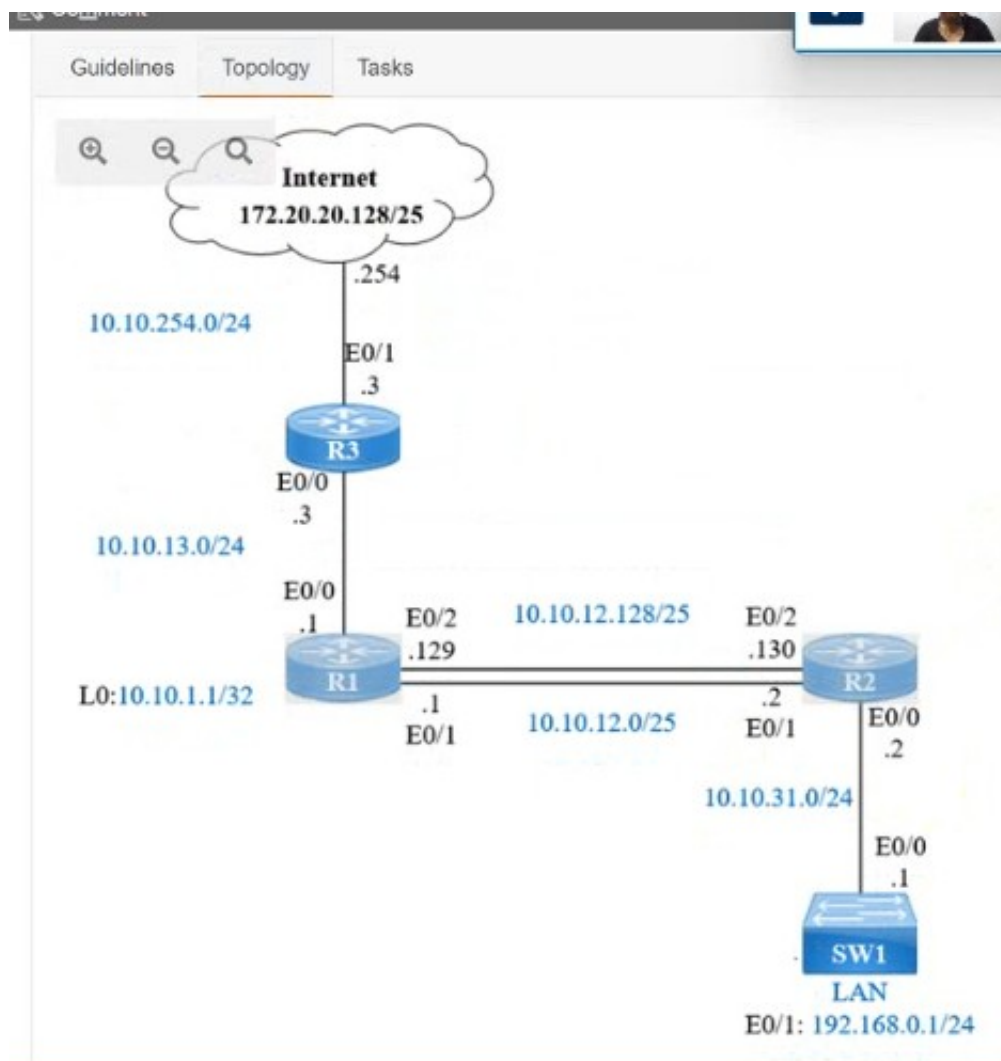 Comment
Guidelines Topology Tasks
Internet
172.20.20.128/25
.254
10.10.254.0/24
E0/1
.3
R3
E0/0
.3
10.10.13.0/24
E0/0
.1
E0/2 10.10.12.128/25 E0/2
.129 .130
R1 R2
L0:10.10.1.1/32
.1 .2
E0/1 10.10.12.0/25 E0/1
E0/0
.2
10.10.31.0/24
E0/0
.1
SW1
LAN
E0/1: 192.168.0.1/24